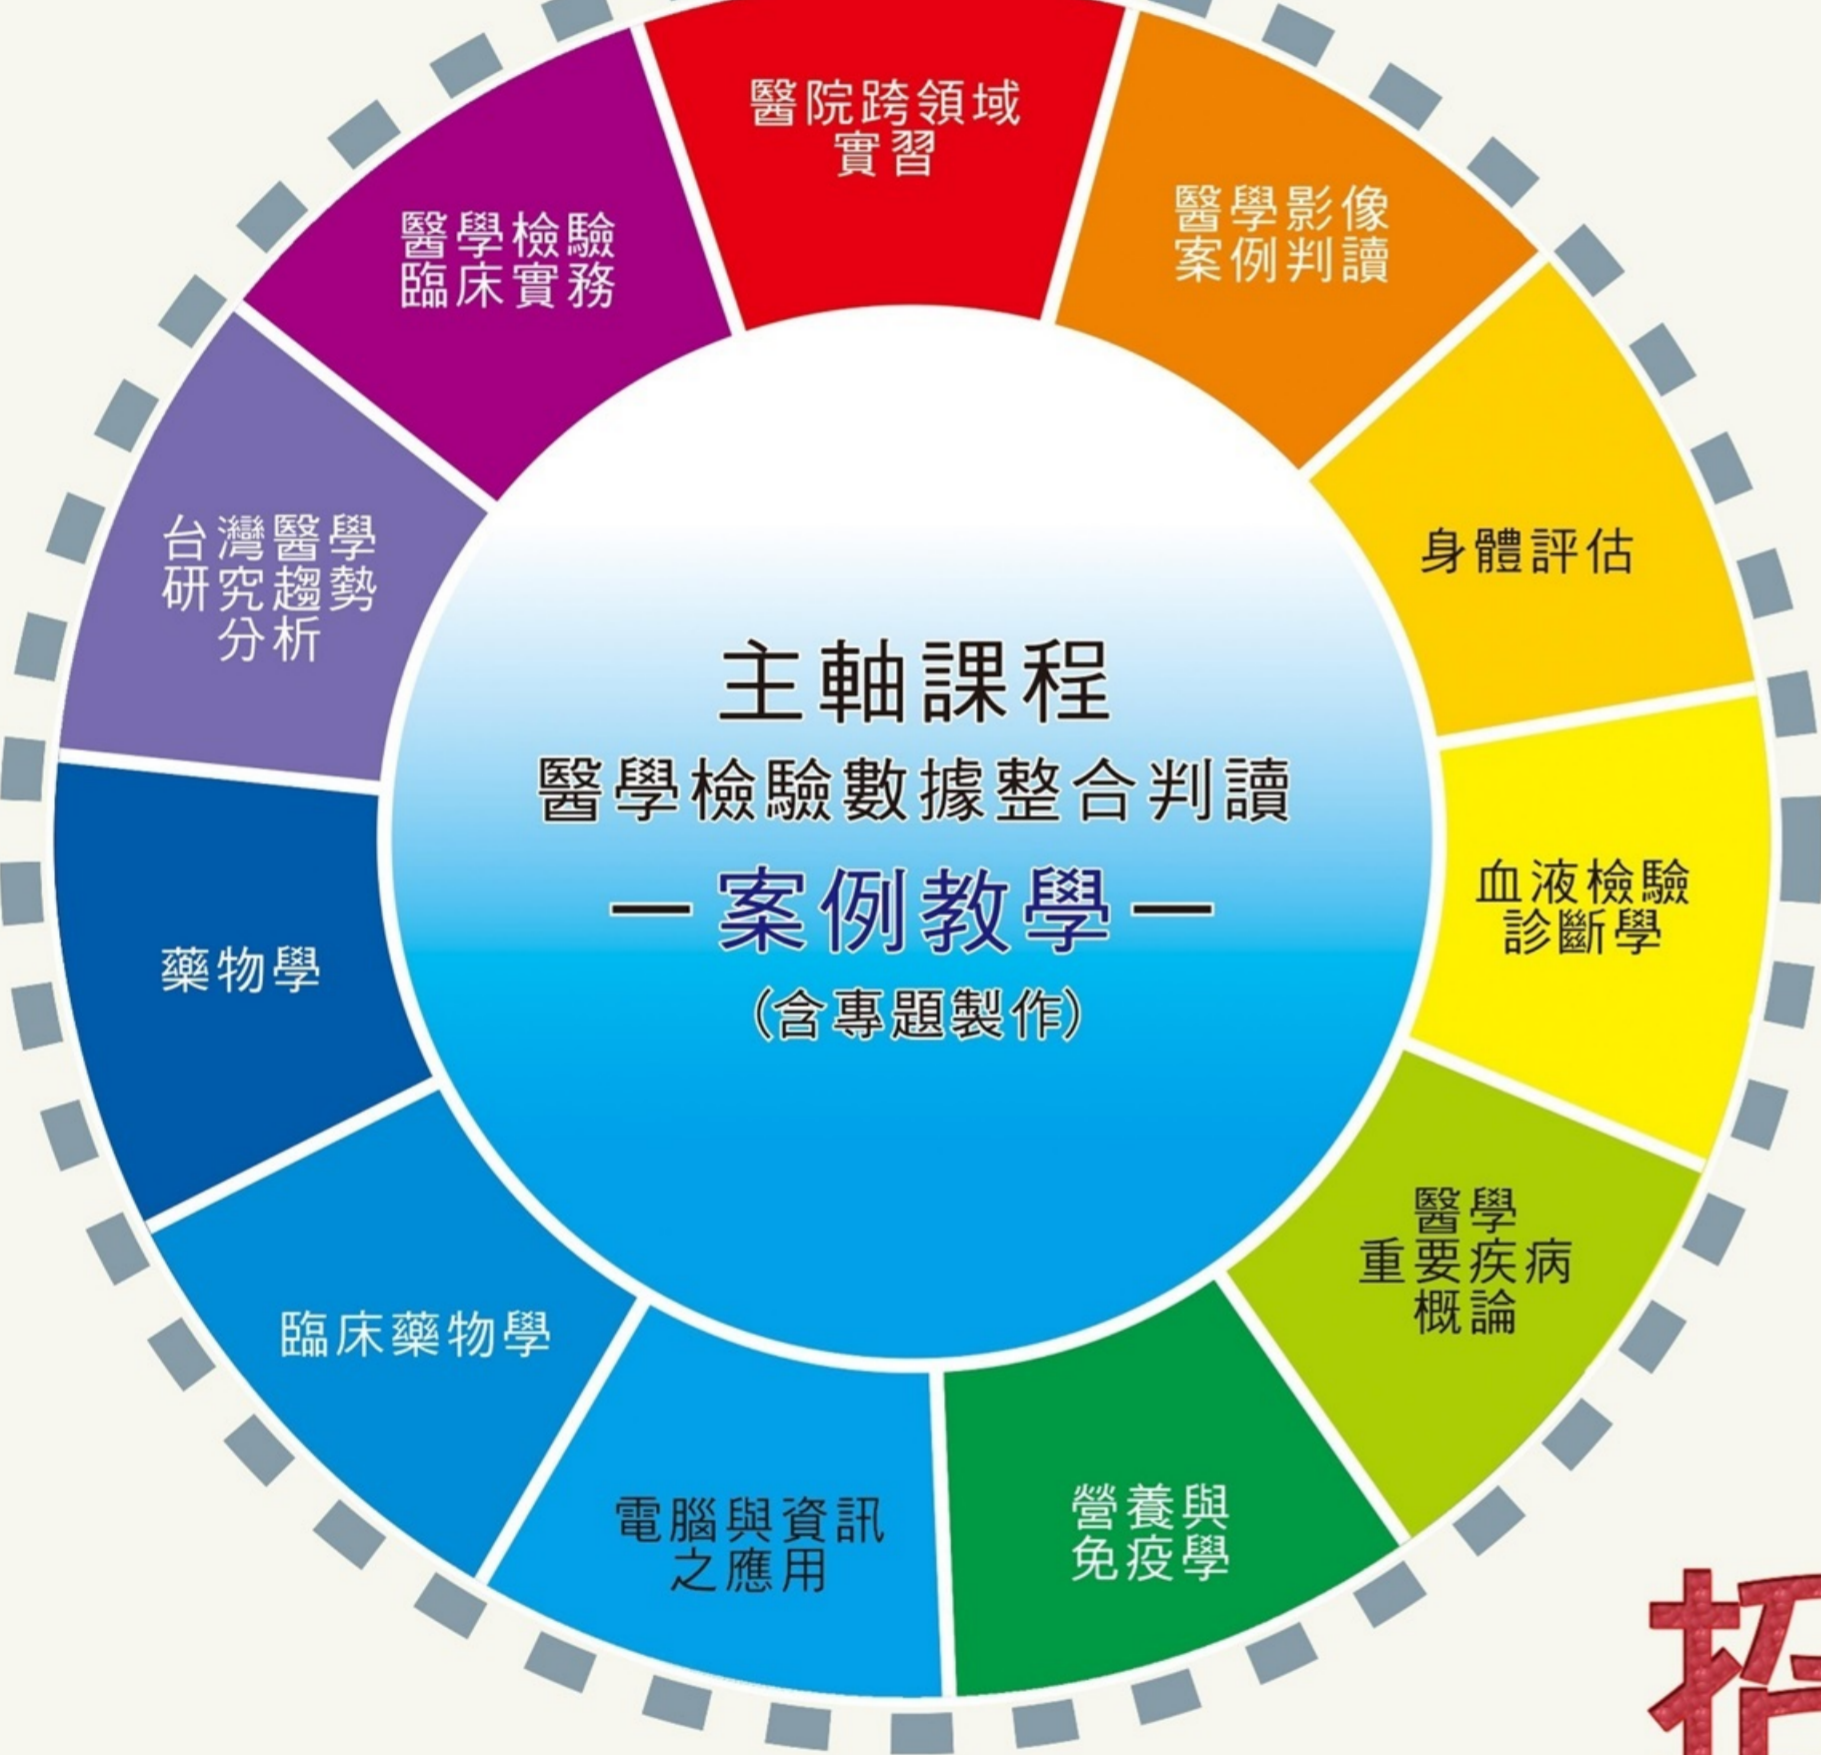 醫院跨領域
實習
醫學影像
案例判讀
身體評估
血液檢驗
診斷學
醫學
重要疾病
概論
營養與
免疫學
電腦與資訊
之應用
臨床藥物學
藥物學
台灣醫學
研究趨勢
分析
醫學檢驗
臨床實務
主軸課程
醫學檢驗數據整合判讀
—案例教學—
(含專題製作)